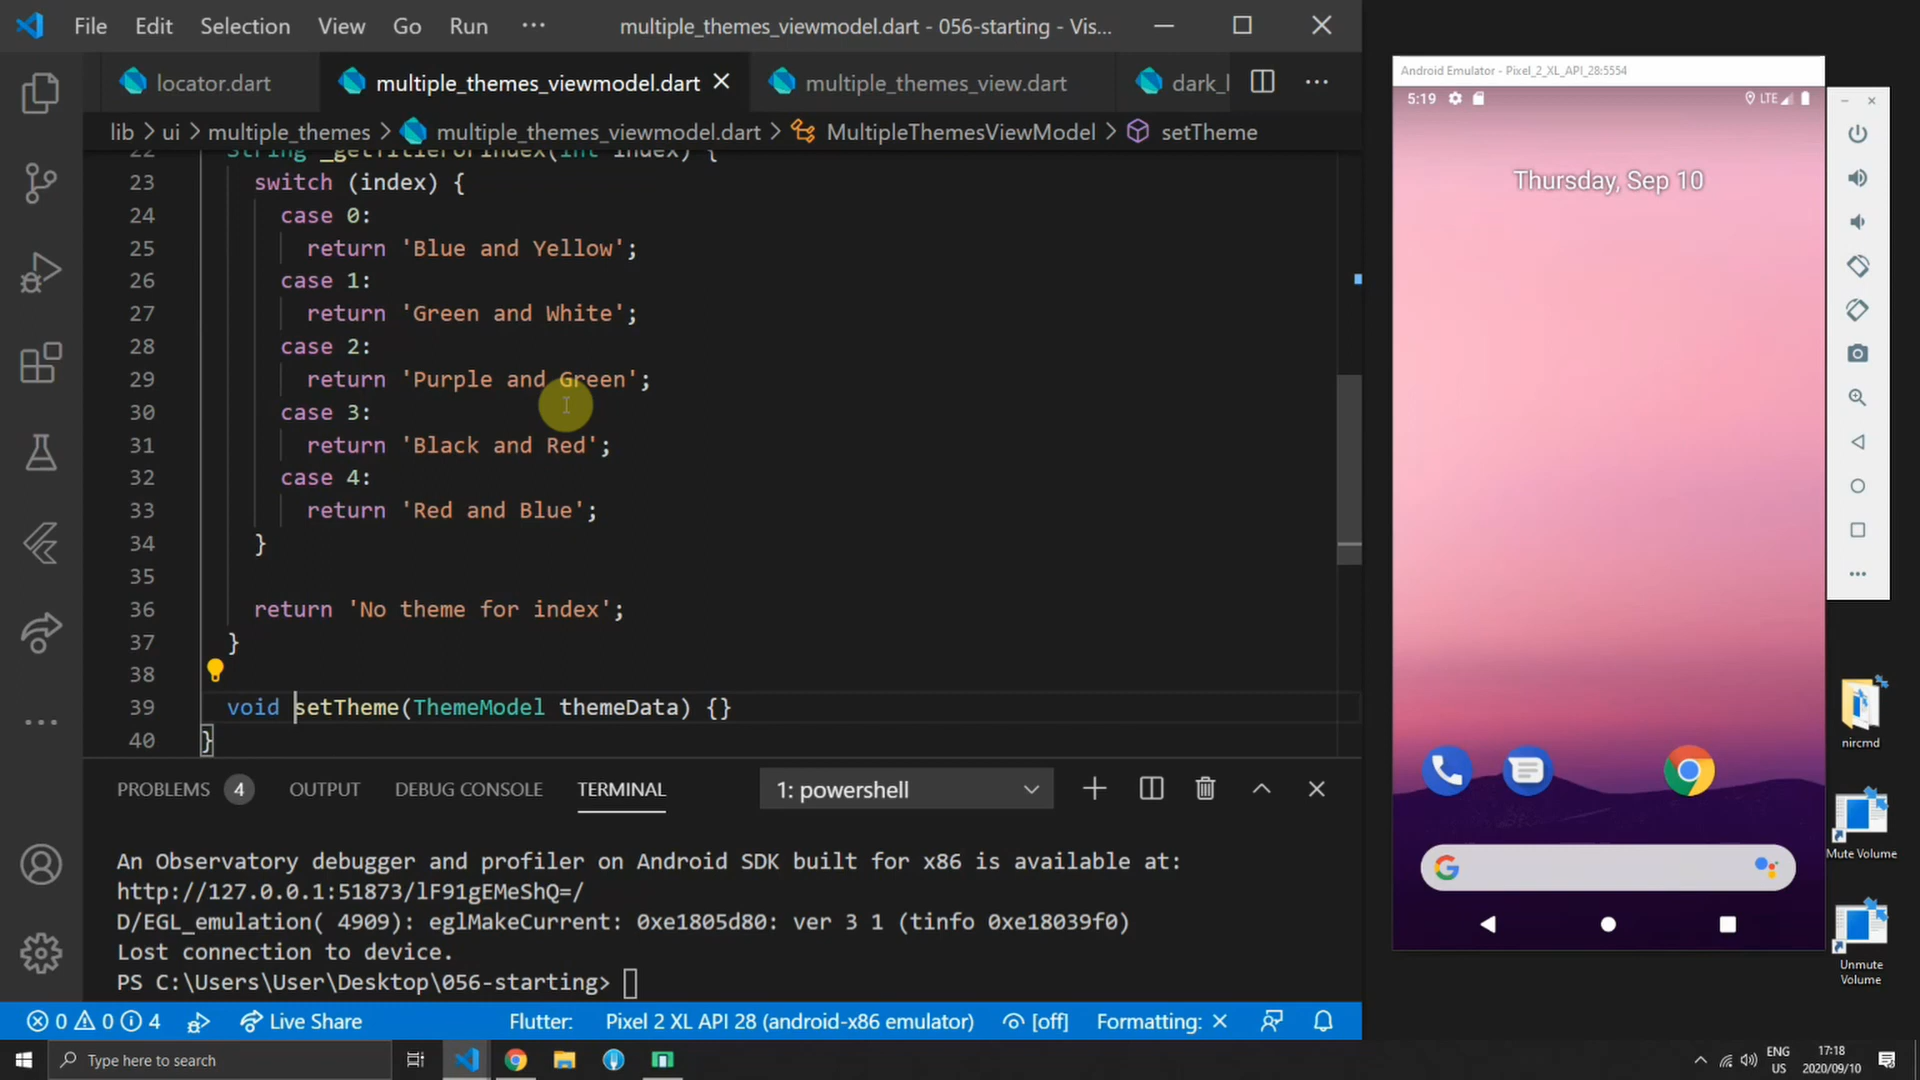 File Edit Selection View Go Run ··· multiple_themes_viewmodel.dart - 056-starting - Vis...
locator.dart multiple_themes_viewmodel.dart multiple_themes_view.dart dark_l
lib > ui > multiple_themes > multiple_themes_viewmodel.dart > MultipleThemesViewModel > setTheme
22 String _getTitleForIndex(int index) {
23 switch (index) {
24 case 0:
25 return 'Blue and Yellow';
26 case 1:
27 return 'Green and White';
28 case 2:
29 return 'Purple and Green';
30 case 3:
31 return 'Black and Red';
32 case 4:
33 return 'Red and Blue';
34 }
35
36 return 'No theme for index';
37 }
38
39 void setTheme(ThemeModel themeData) {}
40 }
PROBLEMS 4 OUTPUT DEBUG CONSOLE TERMINAL 1: powershell
An Observatory debugger and profiler on Android SDK built for x86 is available at:
http://127.0.0.1:51873/lF91gEMeShQ=/
D/EGL_emulation( 4909): eglMakeCurrent: 0xe1805d80: ver 3 1 (tinfo 0xe18039f0)
Lost connection to device.
PS C:\Users\User\Desktop\056-starting>
0 0 4 Live Share Flutter: Pixel 2 XL API 28 (android-x86 emulator) [off] Formatting: ×
Type here to search
Android Emulator - Pixel_2_XL_API_28:5554
5:19 LTE
Thursday, Sep 10
nircmd
Mute Volume
Unmute
Volume
ENG
US
17:18
2020/09/10